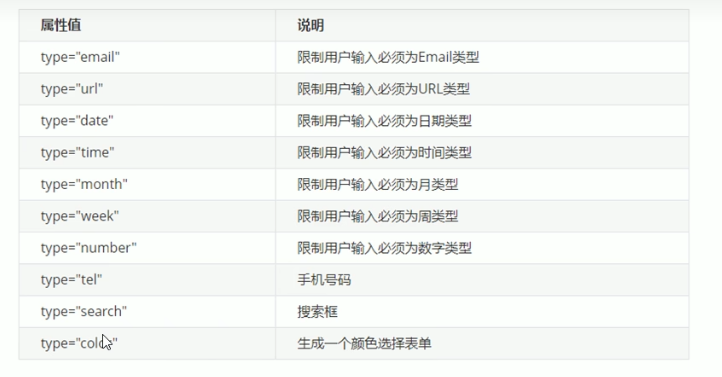 属性值 说明
type="email" 限制用户输入必须为Email类型
type="url" 限制用户输入必须为URL类型
type="date" 限制用户输入必须为日期类型
type="time" 限制用户输入必须为时间类型
type="month" 限制用户输入必须为月类型
type="week" 限制用户输入必须为周类型
type="number" 限制用户输入必须为数字类型
type="tel" 手机号码
type="search" 搜索框
type="color" 生成一个颜色选择表单